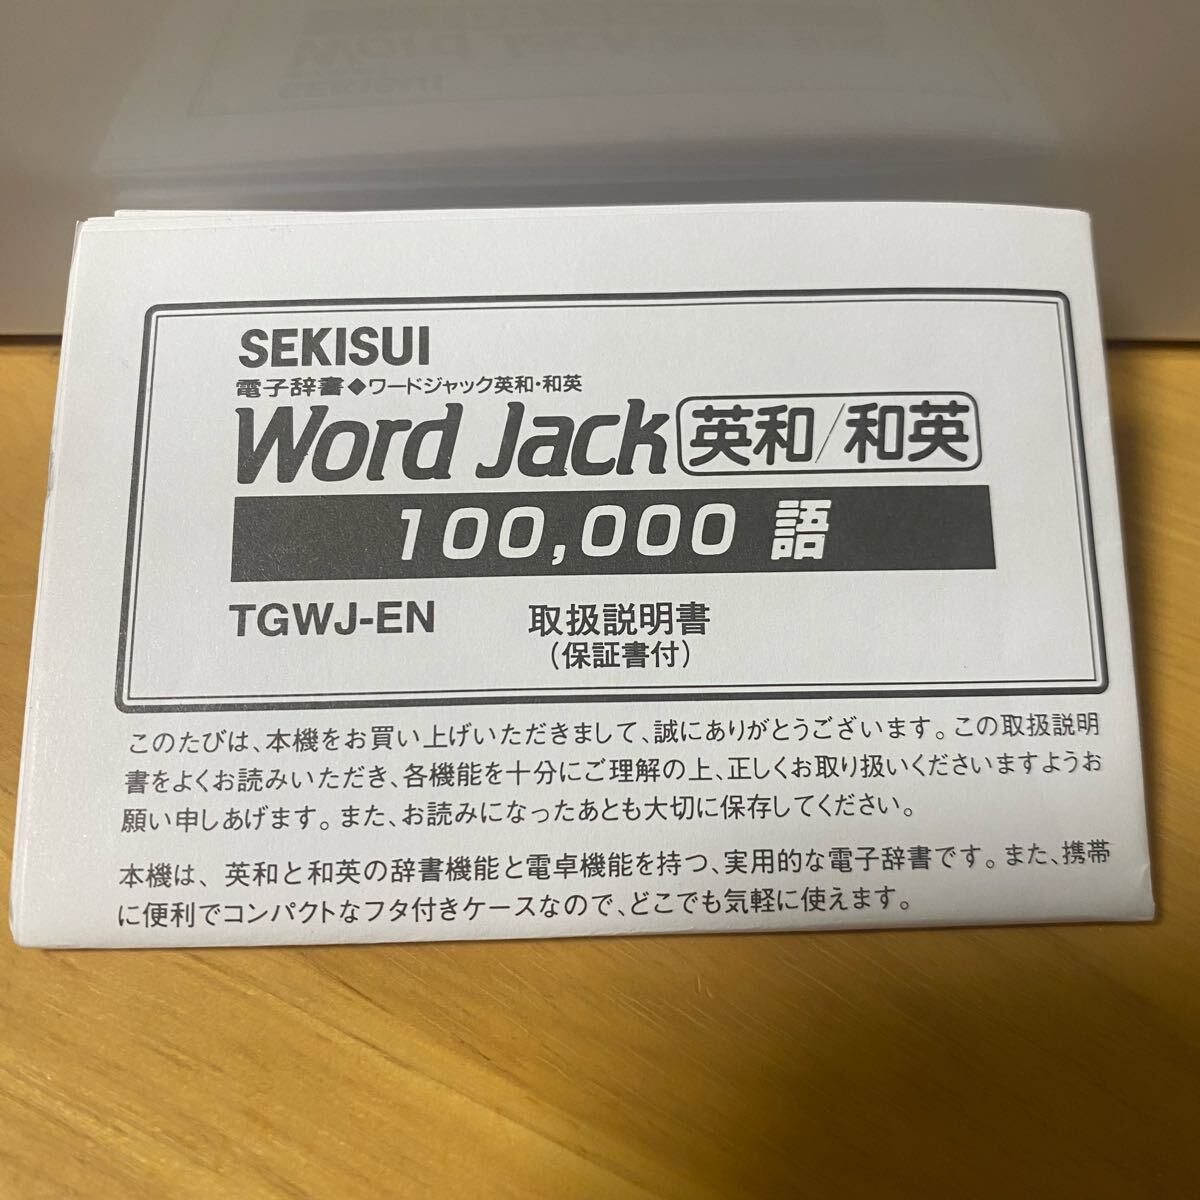 SEKISUI
電子辞書◆ワードジャック英和・和英
Word Jack 英和/和英
100,000 語
TGWJ-EN 取扱説明書
(保証書付)
このたびは、本機をお買い上げいただきまして、誠にありがとうございます。この取扱説明
書をよくお読みいただき、各機能を十分にご理解の上、正しくお取り扱いくださいますようお
願い申しあげます。また、お読みになったあとも大切に保存してください。
本機は、英和と和英の辞書機能と電卓機能を持つ、実用的な電子辞書です。また、携帯
に便利でコンパクトなフタ付きケースなので、どこでも気軽に使えます。